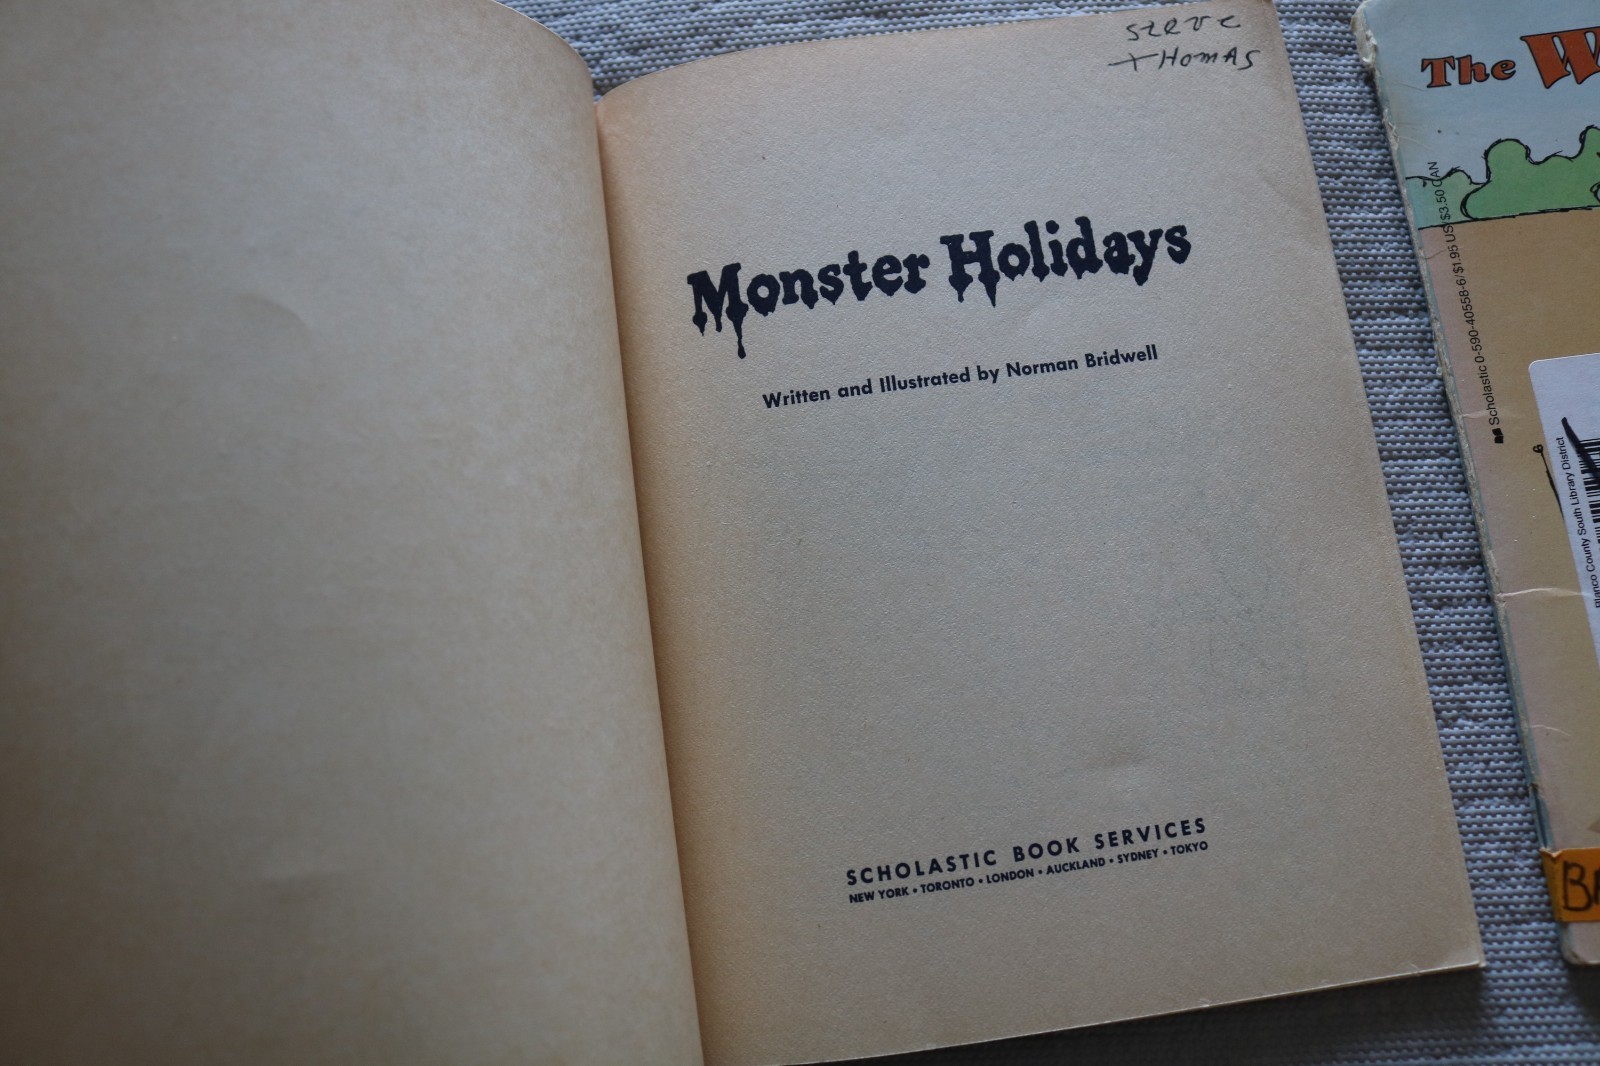 Steve
THOMAS
Monster Holidays
Written and Illustrated by Norman Bridwell
SCHOLASTIC BOOK SERVICES
NEW YORK • TORONTO • LONDON • AUCKLAND • SYDNEY • TOKYO
The
Scholastic 0-590-40558-6/$1.95 US/$3.50 CAN
Blanco County South Library District